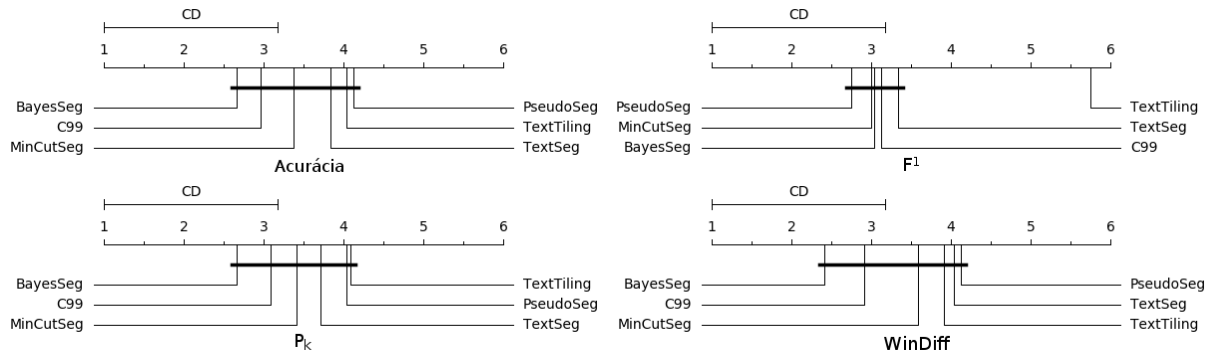 CD
1 2 3 4 5 6
BayesSeg PseudoSeg
C99 TextTiling
MinCutSeg TextSeg
Acurácia
CD
1 2 3 4 5 6
PseudoSeg TextTiling
MinCutSeg TextSeg
BayesSeg C99
F¹
CD
1 2 3 4 5 6
BayesSeg TextTiling
C99 PseudoSeg
MinCutSeg TextSeg
Pk
CD
1 2 3 4 5 6
BayesSeg PseudoSeg
C99 TextSeg
MinCutSeg TextTiling
WinDiff